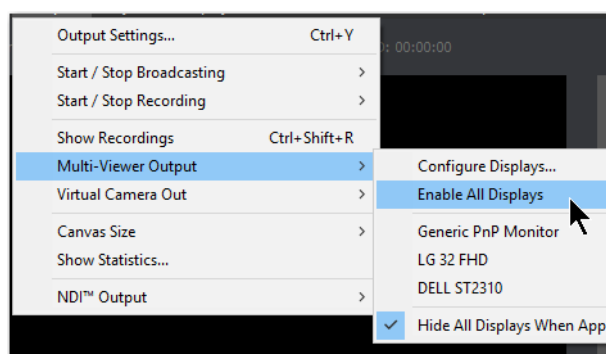 Output Settings... Ctrl+Y
: 00:00:00
Start / Stop Broadcasting
Start / Stop Recording
Show Recordings Ctrl+Shift+R
Multi-Viewer Output
Configure Displays...
Virtual Camera Out
Enable All Displays
Canvas Size
Generic PnP Monitor
Show Statistics...
LG 32 FHD
DELL ST2310
NDI™ Output
Hide All Displays When App